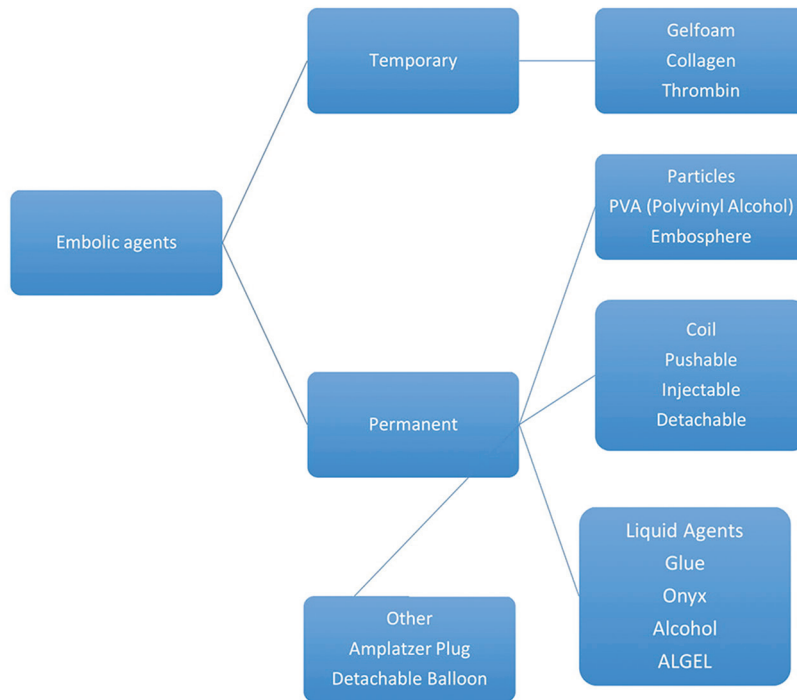 Embolic agents
Temporary
Gelfoam
Collagen
Thrombin
Permanent
Particles
PVA (Polyvinyl Alcohol)
Embosphere
Coil
Pushable
Injectable
Detachable
Liquid Agents
Glue
Onyx
Alcohol
ALGEL
Other
Amplatzer Plug
Detachable Balloon